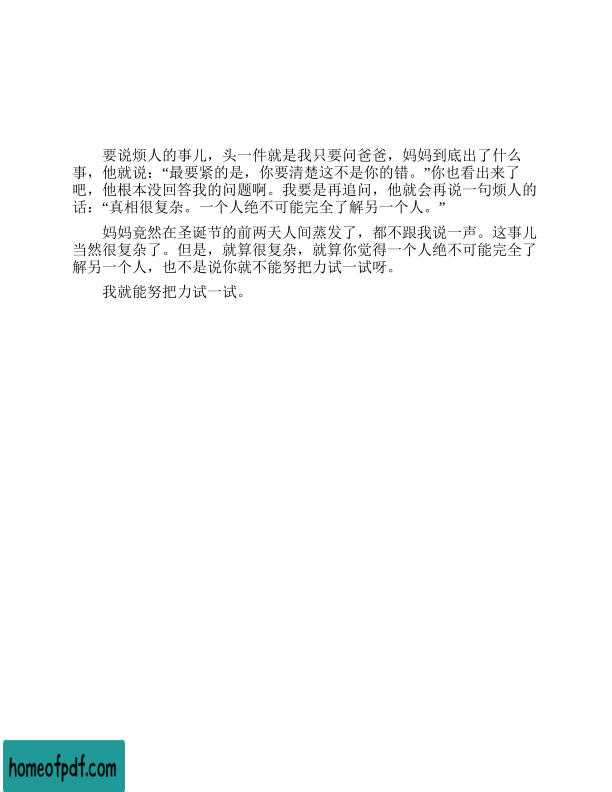 要说烦人的事儿，头一件就是我只要问爸爸，妈妈到底出了什么
事，他就说：“最要紧的是，你要清楚这不是你的错。”你也看出来了
吧，他根本没回答我的问题啊。我要是再追问，他就会再说一句烦人的
话：“真相很复杂。一个人绝不可能完全了解另一个人。”
妈妈竟然在圣诞节的前两天人间蒸发了，都不跟我说一声。这事儿
当然很复杂了。但是，就算很复杂，就算你觉得一个人绝不可能完全了
解另一个人，也不是说你就不能努把力试一试呀。
我就能努把力试一试。
homeofpdf.com